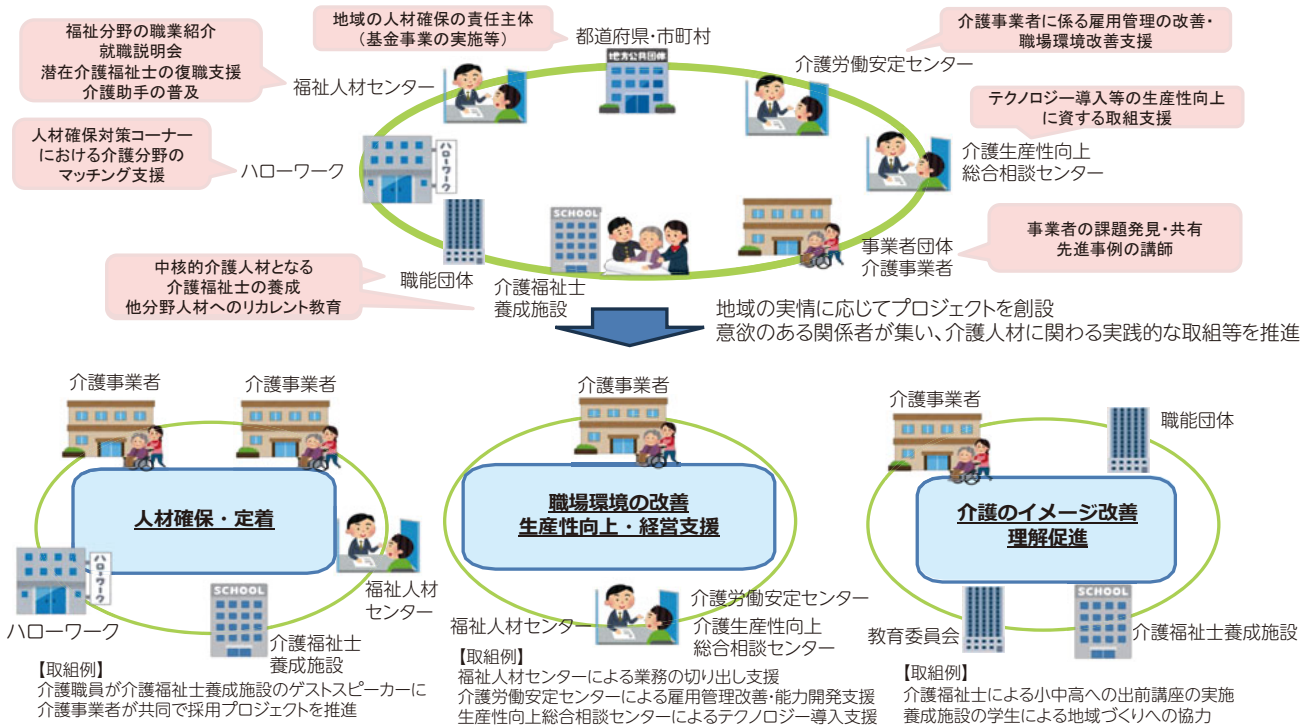 福祉分野の職業紹介
就職説明会
潜在介護福祉士の復職支援
介護助手の普及
地域の人材確保の責任主体
(基金事業の実施等)
都道府県・市町村
地方公共団体
介護事業者に係る雇用管理の改善・
職場環境改善支援
福祉人材センター
介護労働安定センター
テクノロジー導入等の生産性向上
に資する取組支援
人材確保対策コーナー
における介護分野の
マッチング支援
ハローワーク
ハローワーク
介護生産性向上
総合相談センター
SCHOOL
事業者の課題発見・共有
先進事例の講師
事業者団体
介護事業者
中核的介護人材となる
介護福祉士の養成
他分野人材へのリカレント教育
職能団体
介護福祉士
養成施設
地域の実情に応じてプロジェクトを創設
意欲のある関係者が集い、介護人材に関わる実践的な取組等を推進
介護事業者
介護事業者
人材確保・定着
ハローワーク
ハローワーク
SCHOOL
介護福祉士
養成施設
福祉人材
センター
【取組例】
介護職員が介護福祉士養成施設のゲストスピーカーに
介護事業者が共同で採用プロジェクトを推進
介護事業者
職場環境の改善
生産性向上・経営支援
福祉人材センター
介護労働安定センター
介護生産性向上
総合相談センター
【取組例】
福祉人材センターによる業務の切り出し支援
介護労働安定センターによる雇用管理改善・能力開発支援
生産性向上総合相談センターによるテクノロジー導入支援
介護事業者
職能団体
介護のイメージ改善
理解促進
教育委員会
SCHOOL
介護福祉士養成施設
【取組例】
介護福祉士による小中高への出前講座の実施
養成施設の学生による地域づくりへの協力